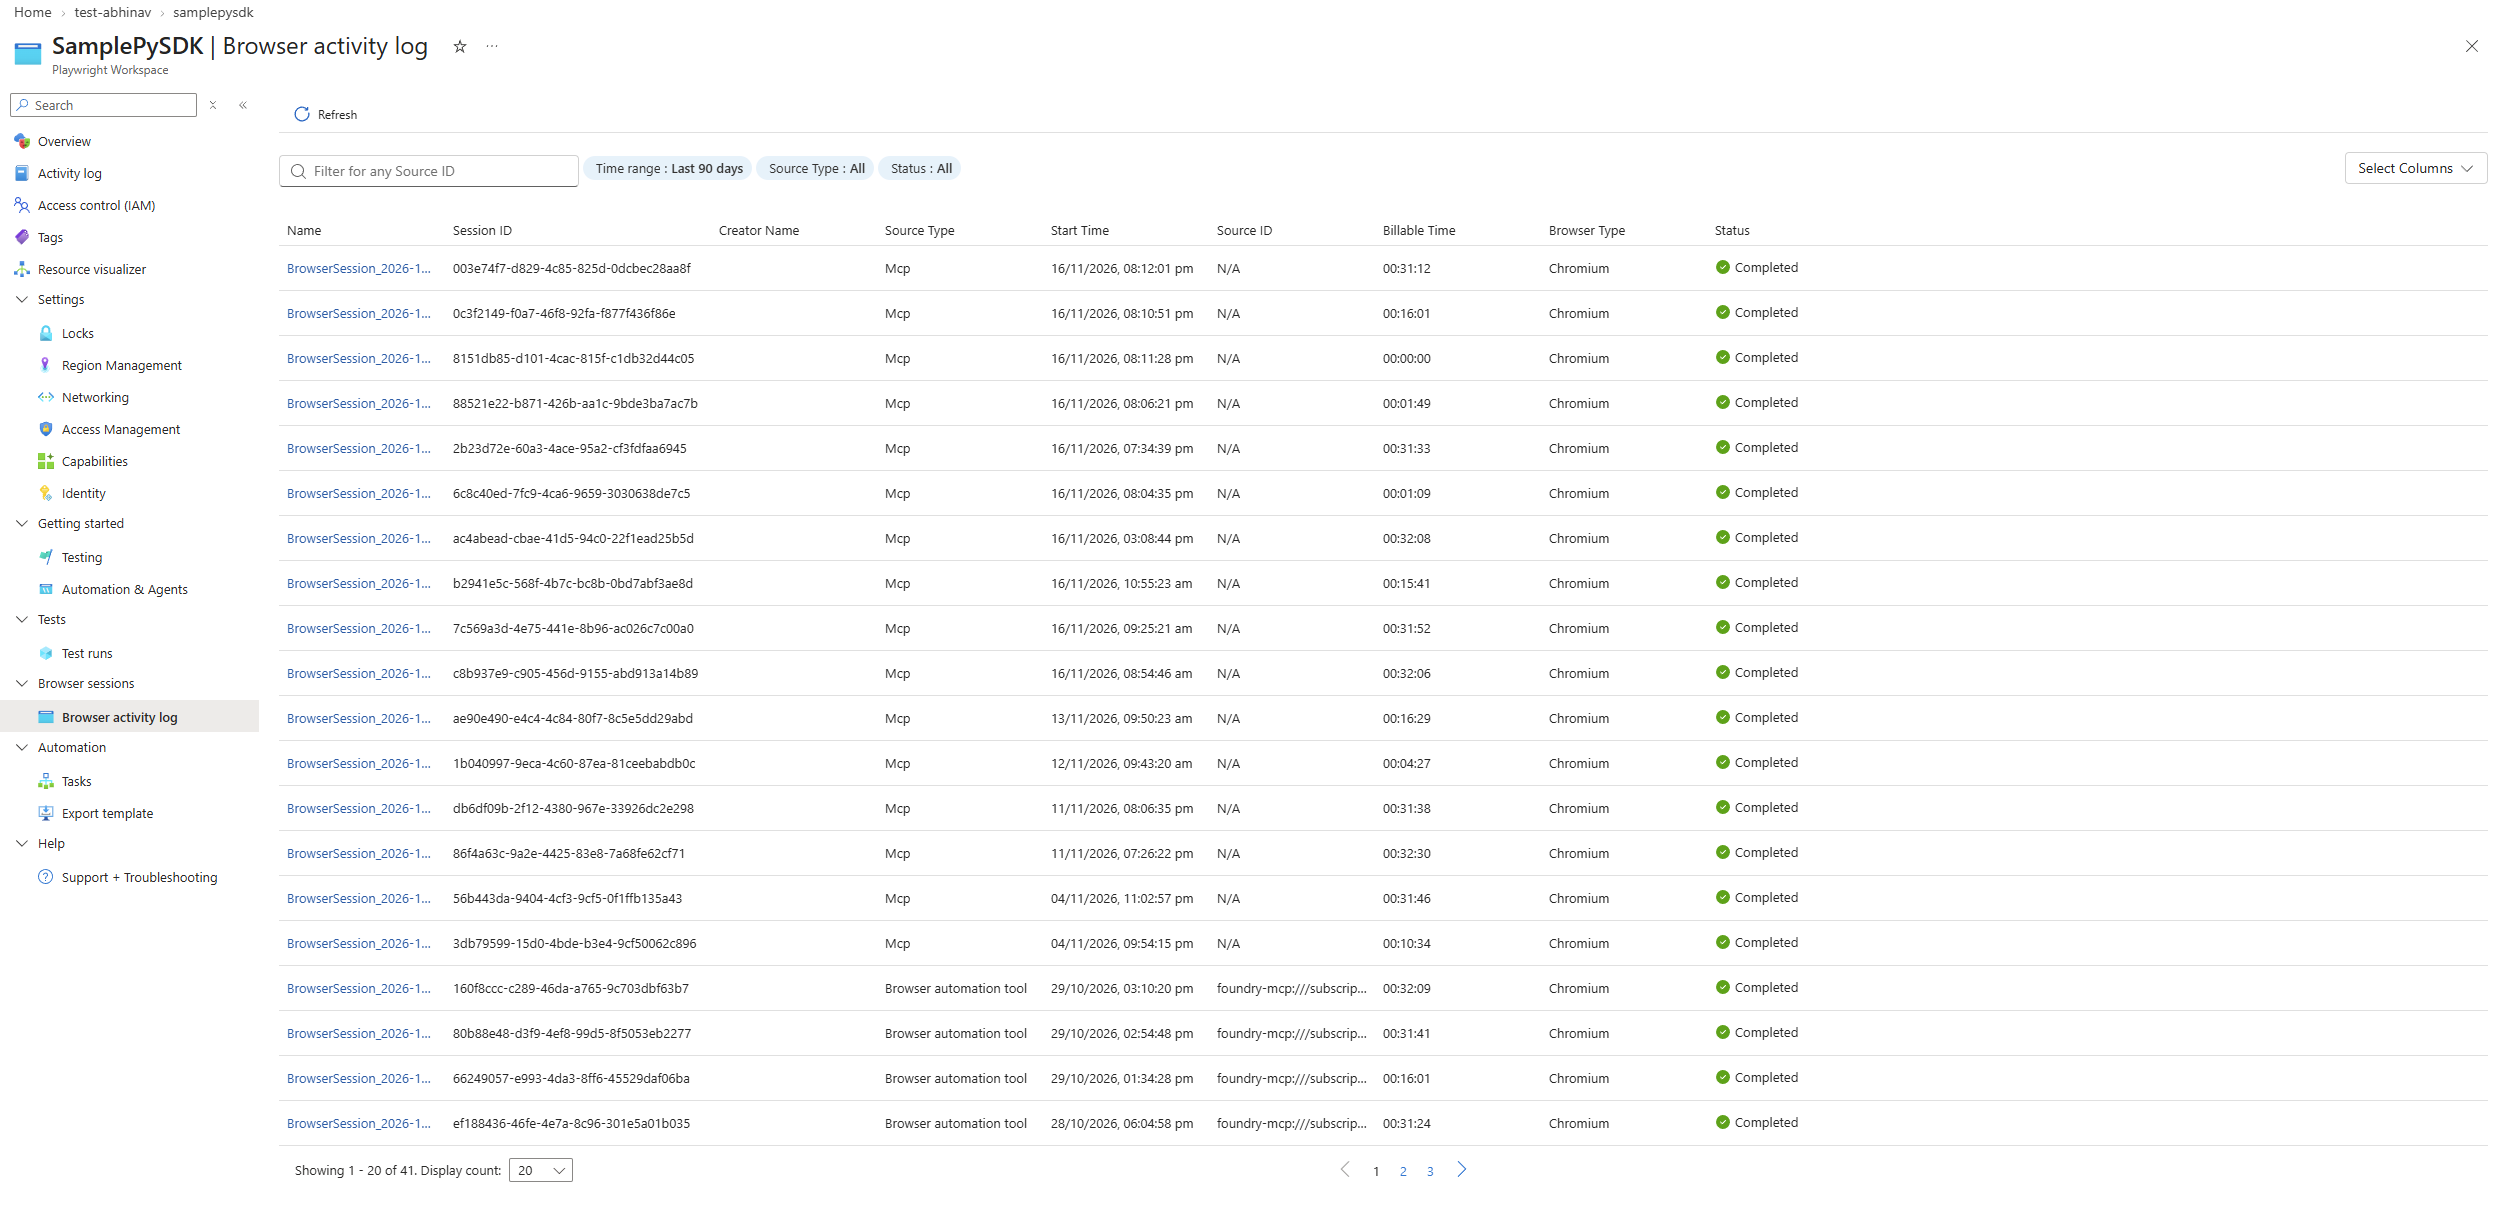 Home > test-abhinav > samplepysdk
SamplePySDK | Browser activity log
Playwright Workspace
Search
Overview
Activity log
Access control (IAM)
Tags
Resource visualizer
Settings
Locks
Region Management
Networking
Access Management
Capabilities
Identity
Getting started
Testing
Automation & Agents
Tests
Test runs
Browser sessions
Browser activity log
Automation
Tasks
Export template
Help
Support + Troubleshooting
Refresh
Filter for any Source ID Time range : Last 90 days Source Type : All Status : All Select Columns
Name Session ID Creator Name Source Type Start Time Source ID Billable Time Browser Type Status
BrowserSession_2026-1... 003e74f7-d829-4c85-825d-0dcbec28aa8f Mcp 16/11/2026, 08:12:01 pm N/A 00:31:12 Chromium Completed
BrowserSession_2026-1... 0c3f2149-f0a7-46f8-92fa-f877f436f86e Mcp 16/11/2026, 08:10:51 pm N/A 00:16:01 Chromium Completed
BrowserSession_2026-1... 8151db85-d101-4cac-815f-c1db32d44c05 Mcp 16/11/2026, 08:11:28 pm N/A 00:00:00 Chromium Completed
BrowserSession_2026-1... 88521e22-b871-426b-aa1c-9bde3ba7ac7b Mcp 16/11/2026, 08:06:21 pm N/A 00:01:49 Chromium Completed
BrowserSession_2026-1... 2b23d72e-60a3-4ace-95a2-cf3fdfaa6945 Mcp 16/11/2026, 07:34:39 pm N/A 00:31:33 Chromium Completed
BrowserSession_2026-1... 6c8c40ed-7fc9-4ca6-9659-3030638de7c5 Mcp 16/11/2026, 08:04:35 pm N/A 00:01:09 Chromium Completed
BrowserSession_2026-1... ac4abead-cbae-41d5-94c0-22f1ead25b5d Mcp 16/11/2026, 03:08:44 pm N/A 00:32:08 Chromium Completed
BrowserSession_2026-1... b2941e5c-568f-4b7c-bc8b-0bd7abf3ae8d Mcp 16/11/2026, 10:55:23 am N/A 00:15:41 Chromium Completed
BrowserSession_2026-1... 7c569a3d-4e75-441e-8b96-ac026c7c00a0 Mcp 16/11/2026, 09:25:21 am N/A 00:31:52 Chromium Completed
BrowserSession_2026-1... c8b937e9-c905-456d-9155-abd913a14b89 Mcp 16/11/2026, 08:54:46 am N/A 00:32:06 Chromium Completed
BrowserSession_2026-1... ae90e490-e4c4-4c84-80f7-8c5e5dd29abd Mcp 13/11/2026, 09:50:23 am N/A 00:16:29 Chromium Completed
BrowserSession_2026-1... 1b040997-9eca-4c60-87ea-81ceebabdb0c Mcp 12/11/2026, 09:43:20 am N/A 00:04:27 Chromium Completed
BrowserSession_2026-1... db6df09b-2f12-4380-967e-33926dc2e298 Mcp 11/11/2026, 08:06:35 pm N/A 00:31:38 Chromium Completed
BrowserSession_2026-1... 86f4a63c-9a2e-4425-83e8-7a68fe62cf71 Mcp 11/11/2026, 07:26:22 pm N/A 00:32:30 Chromium Completed
BrowserSession_2026-1... 56b443da-9404-4cf3-9cf5-0f1ffb135a43 Mcp 04/11/2026, 11:02:57 pm N/A 00:31:46 Chromium Completed
BrowserSession_2026-1... 3db79599-15d0-4bde-b3e4-9cf50062c896 Mcp 04/11/2026, 09:54:15 pm N/A 00:10:34 Chromium Completed
BrowserSession_2026-1... 160f8ccc-c289-46da-a765-9c703dbf63b7 Browser automation tool 29/10/2026, 03:10:20 pm foundry-mcp:///subscrip... 00:32:09 Chromium Completed
BrowserSession_2026-1... 80b88e48-d3f9-4ef8-99d5-8f5053eb2277 Browser automation tool 29/10/2026, 02:54:48 pm foundry-mcp:///subscrip... 00:31:41 Chromium Completed
BrowserSession_2026-1... 66249057-e993-4da3-8ff6-45529daf06ba Browser automation tool 29/10/2026, 01:34:28 pm foundry-mcp:///subscrip... 00:16:01 Chromium Completed
BrowserSession_2026-1... ef188436-46fe-4e7a-8c96-301e5a01b035 Browser automation tool 28/10/2026, 06:04:58 pm foundry-mcp:///subscrip... 00:31:24 Chromium Completed
Showing 1 - 20 of 41. Display count: 20 1 2 3